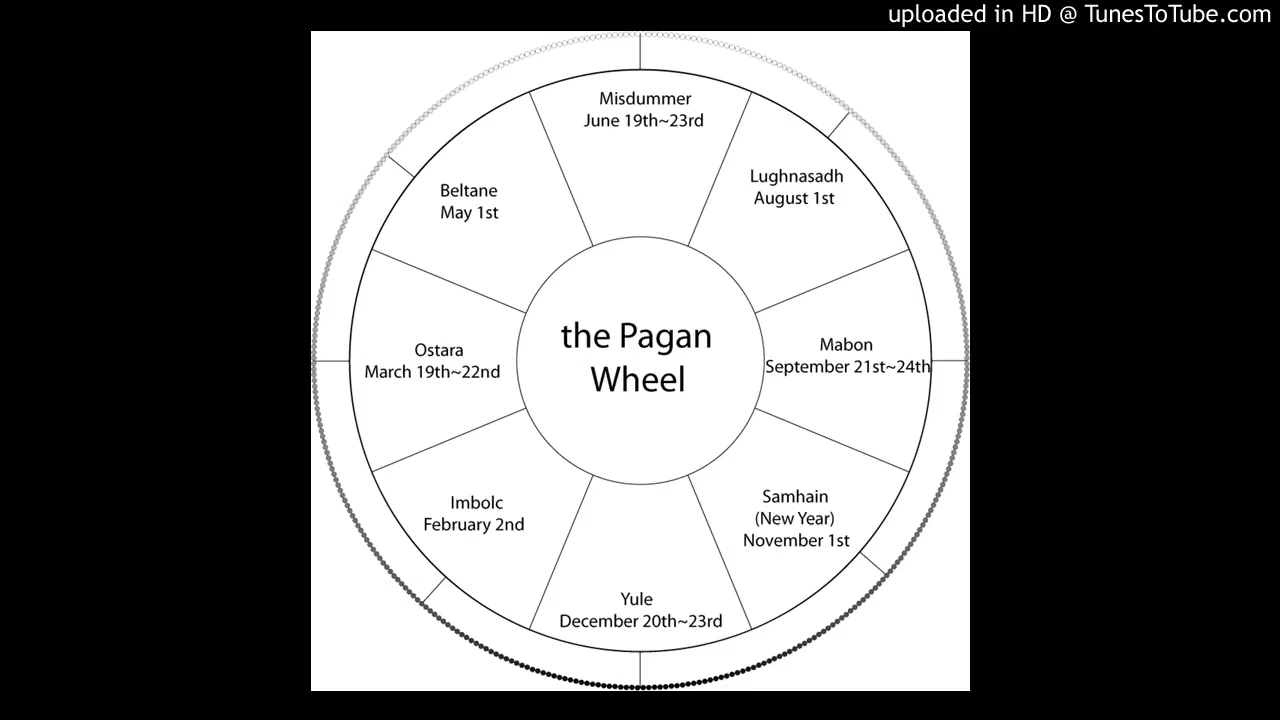 uploaded in HD @ TunesToTube.com
Misdummer
June 19th~23rd
Lughnasadh
August 1st
Beltane
May 1st
the Pagan
Wheel
Mabon
September 21st~24th
Ostara
March 19th~22nd
Samhain
(New Year)
November 1st
Imbolc
February 2nd
Yule
December 20th~23rd